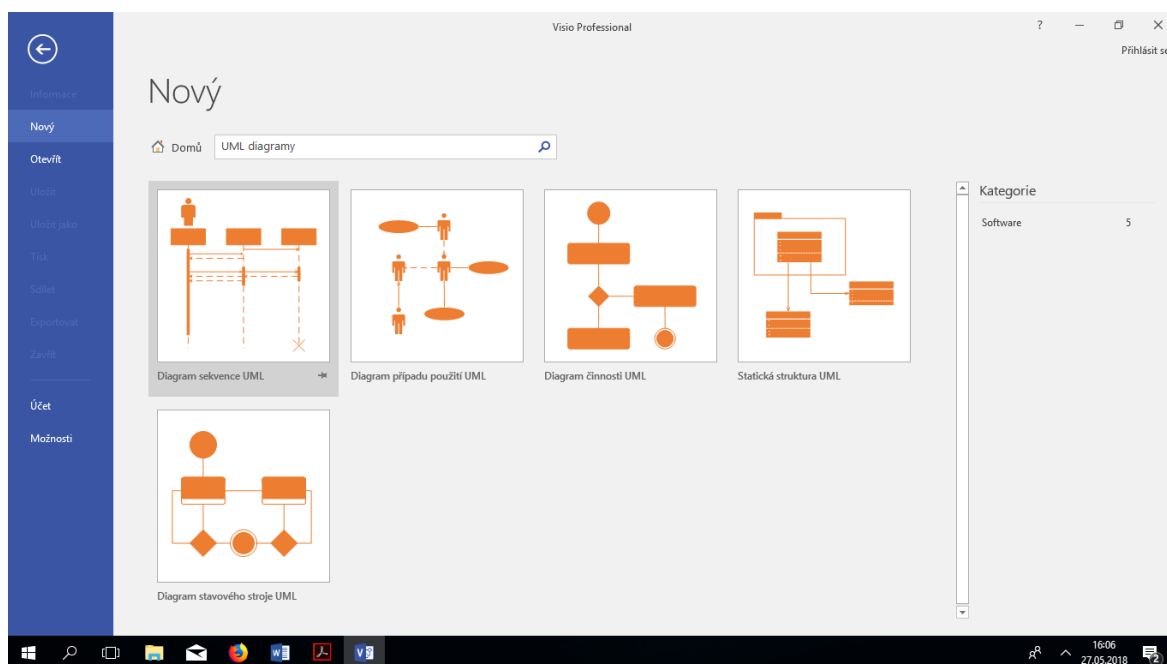 Visio Professional
?
Přihlásit se
Informace
Nový
Otevřít
Uložit
Uložit jako
Tisk
Sdílet
Exportovat
Zavřít
Účet
Možnosti
Nový
Domů
UML diagramy
Diagram sekvence UML
Diagram případu použití UML
Diagram činnosti UML
Statická struktura UML
Diagram stavového stroje UML
Kategorie
Software 5
16:06
27.05.2018
2